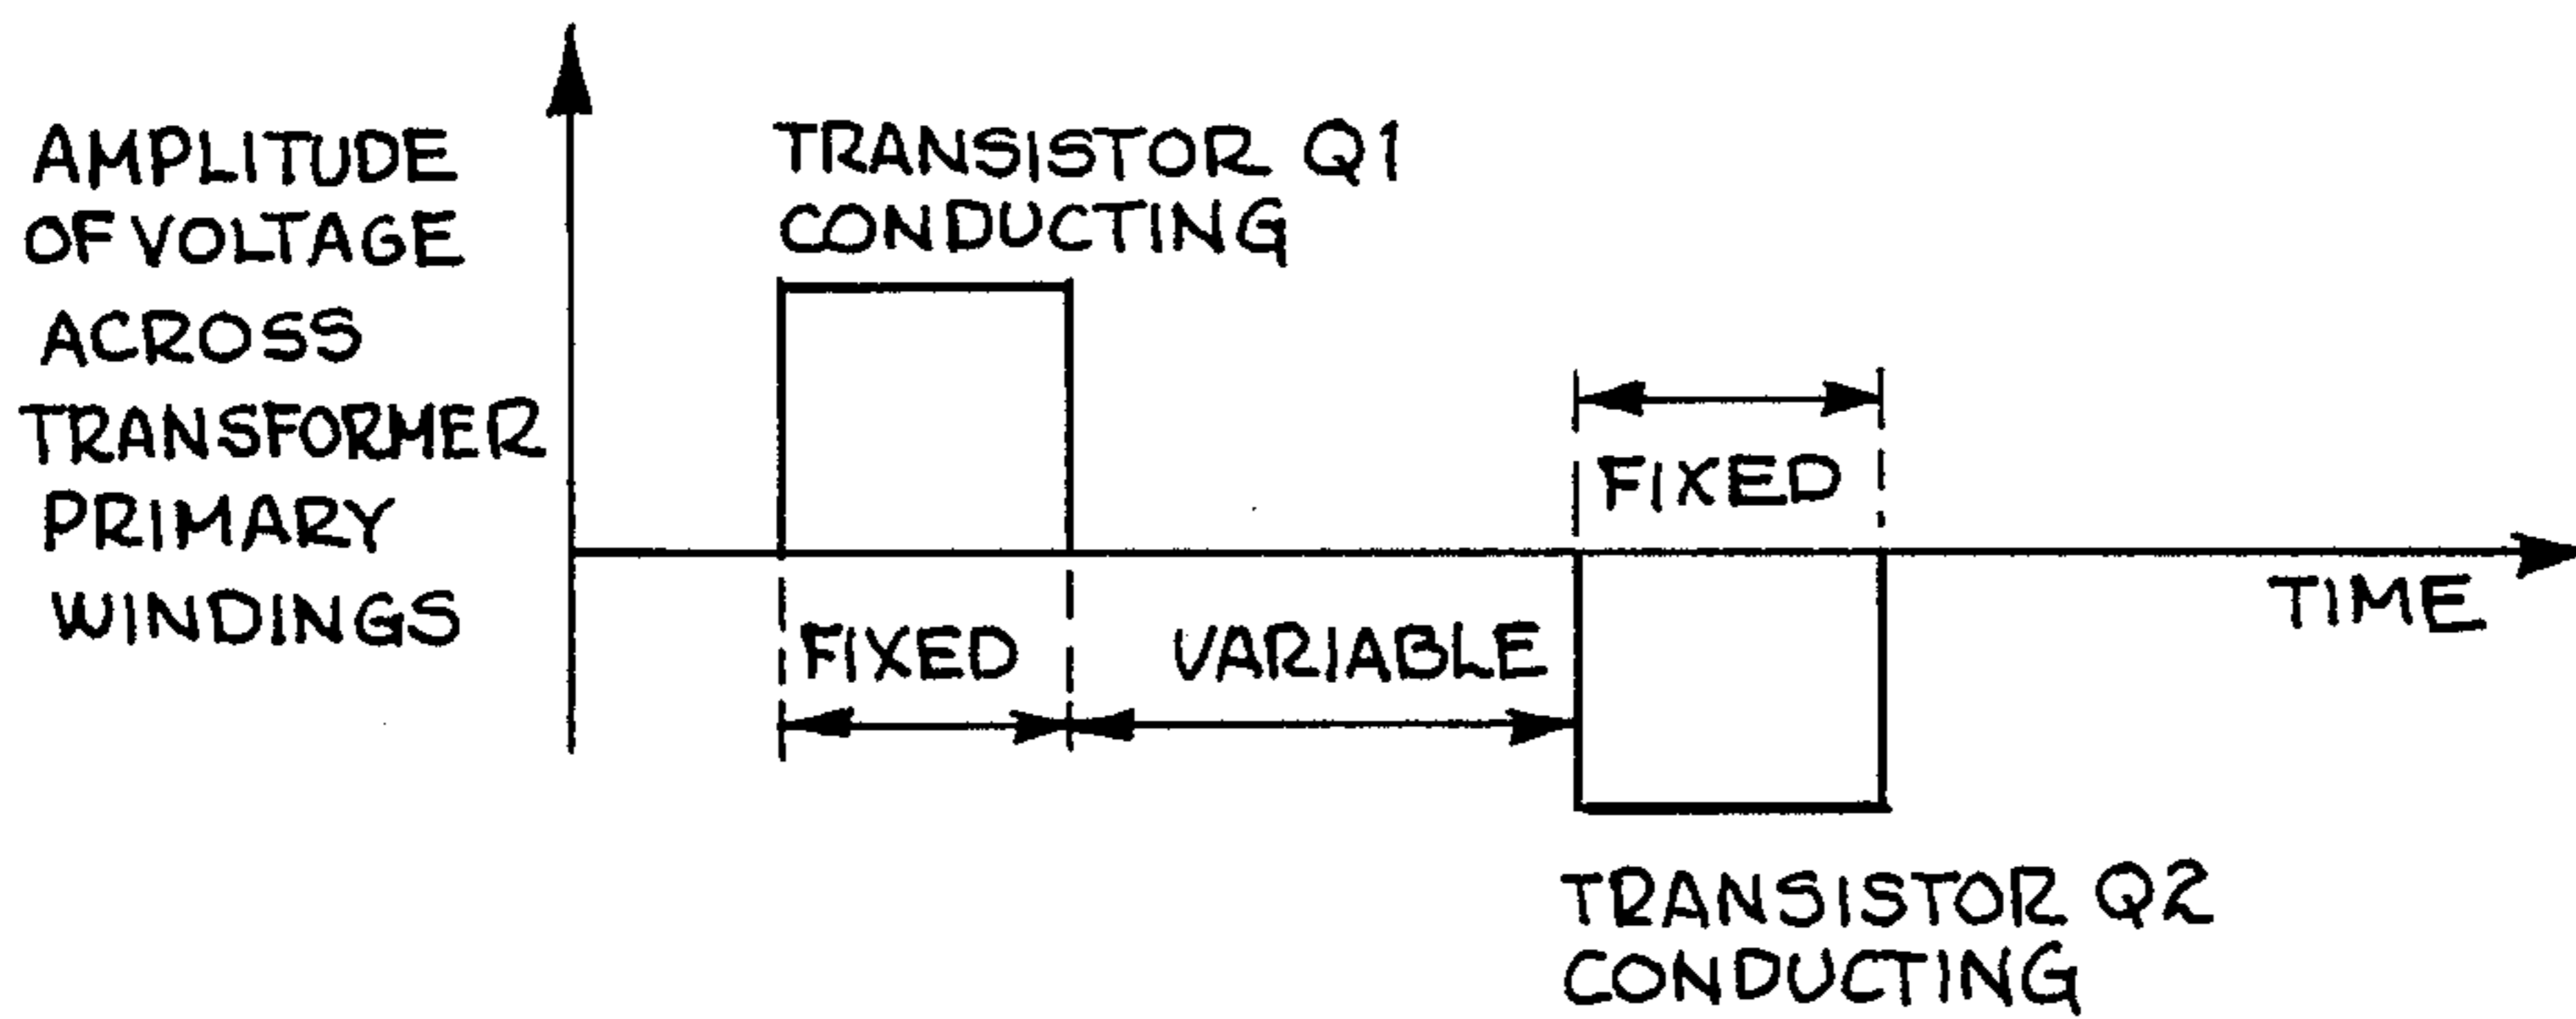 AMPLITUDE
OF VOLTAGE
ACROSS
TRANSFORMER
PRIMARY
WINDINGS
TRANSISTOR Q1
CONDUCTING
FIXED
FIXED
VARIABLE
TIME
TRANSISTOR Q2
CONDUCTING